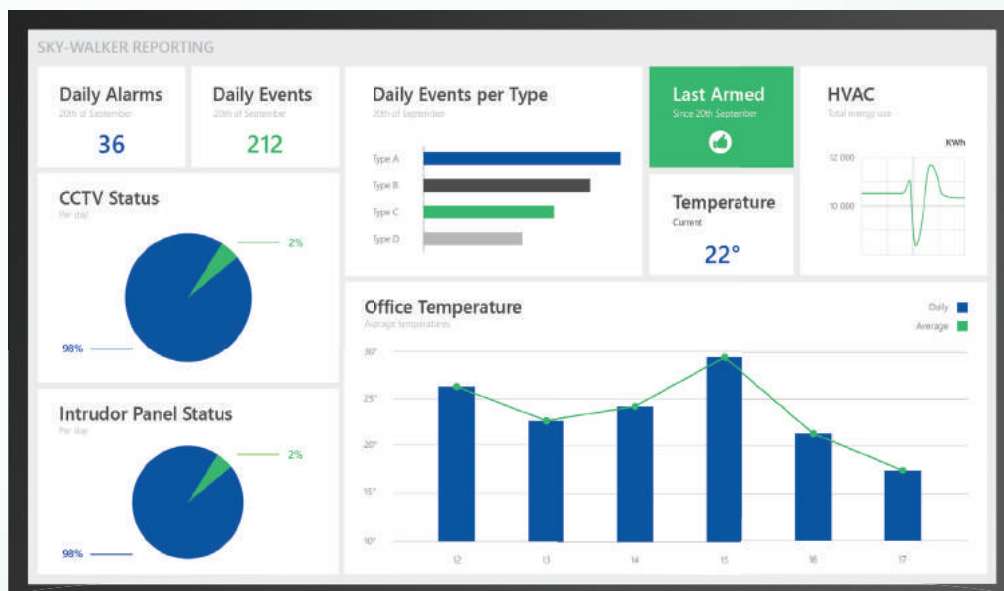 SKY-WALKER REPORTING
Daily Alarms
20th of September
36
Daily Events
20th of September
212
Daily Events per Type
20th of September
Type A
Type B
Type C
Type D
Last Armed
Since 20th September
Temperature
Current
22°
HVAC
Total energy use
KWh
12 000
10 000
CCTV Status
Per day
2%
98%
Intrudor Panel Status
Per day
2%
98%
Office Temperature
Average temperatures
Daily
Average
30°
25°
20°
15°
10°
12 13 14 15 16 17